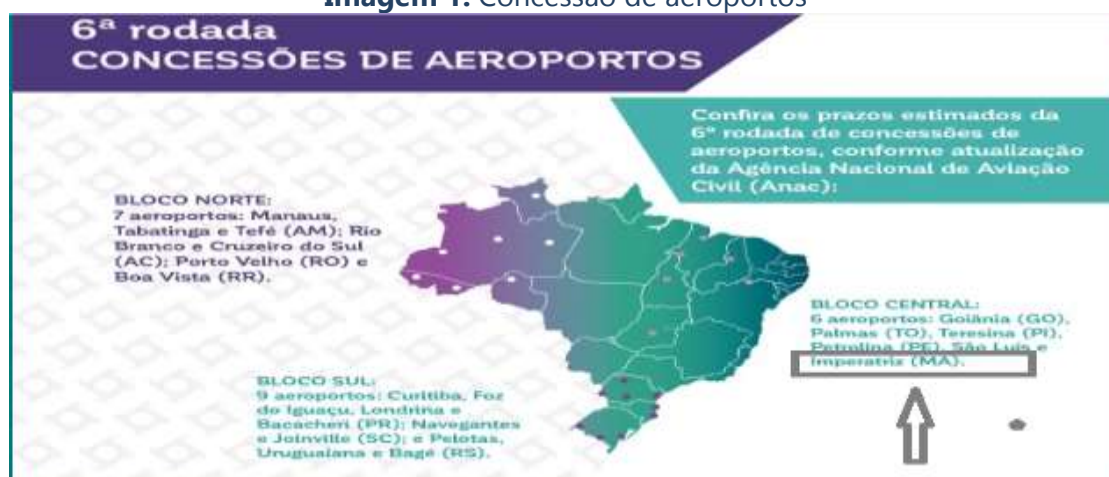 Imagem 1. Concessão de aeroportos
6ª rodada
CONCESSÕES DE AEROPORTOS
Confira os prazos estimados da
6ª rodada de concessões de
aeroportos, conforme atualização
da Agência Nacional de Aviação
Civil (Anac):
BLOCO NORTE:
7 aeroportos: Manaus,
Tabatinga e Tefé (AM); Rio
Branco e Cruzeiro do Sul
(AC); Porto Velho (RO) e
Boa Vista (RR).
BLOCO CENTRAL:
6 aeroportos: Goiânia (GO),
Palmas (TO), Teresina (PI),
Petrolina (PE), São Luís e
Imperatriz (MA).
BLOCO SUL:
9 aeroportos: Curitiba, Foz
do Iguaçu, Londrina e
Bacacheri (PR); Navegantes
e Joinville (SC); e Pelotas,
Uruguaiana e Bagé (RS).